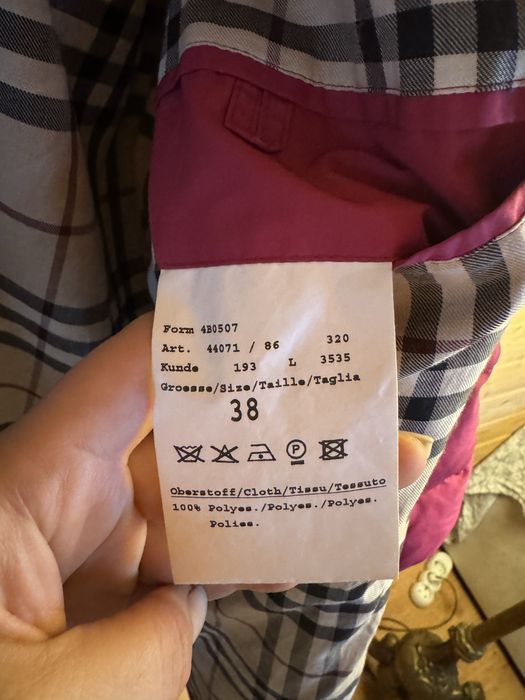 Form 4B0507
Art. 44071 / 86 320
Kunde 193 L 3535
Groesse/Size/Taille/Taglia
38
P
Oberstoff/Cloth/Tissu/Tessuto
100% Polyes./Polyes./Polyes.
Polies.